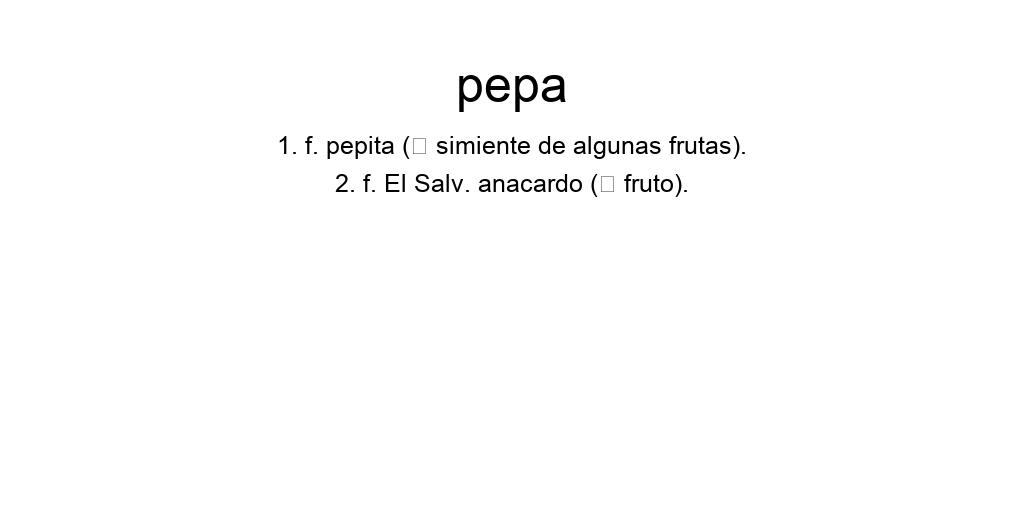 pepa
1. f. pepita (▯ simiente de algunas frutas).
2. f. El Salv. anacardo (▯ fruto).